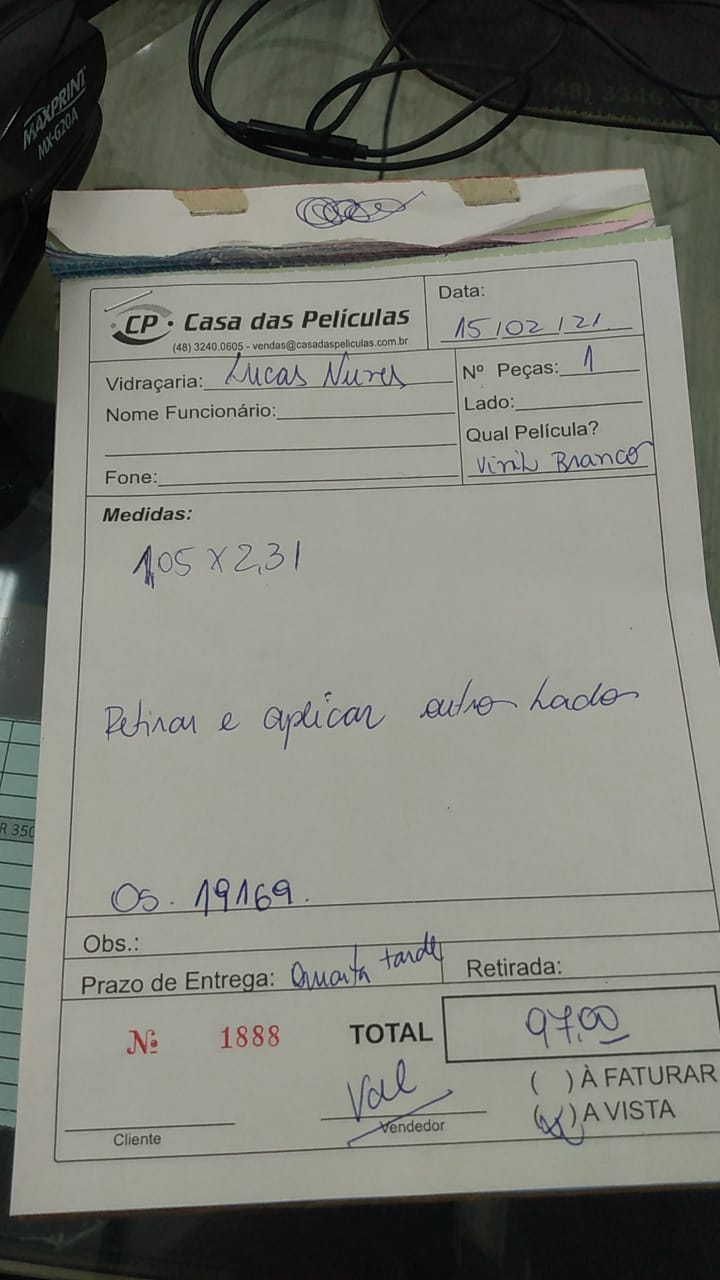 MAXPRINT
MX-G20A
CP · Casa das Películas
(48) 3240.0605 - vendas@casadaspeliculas.com.br
Data:
15/02/21
Vidraçaria: Lucas Nunes
Nº Peças: 1
Nome Funcionário:
Lado:
Qual Película?
Vinil Branco
Fone:
Medidas:
1,05 X 2,31
Retirar e aplicar outro lado
Os. 19169.
Obs.:
Prazo de Entrega: Quarta tarde
Retirada:
Nº 1888
TOTAL 97,00
( ) À FATURAR
(x) A VISTA
Val
Cliente
Vendedor
R 350